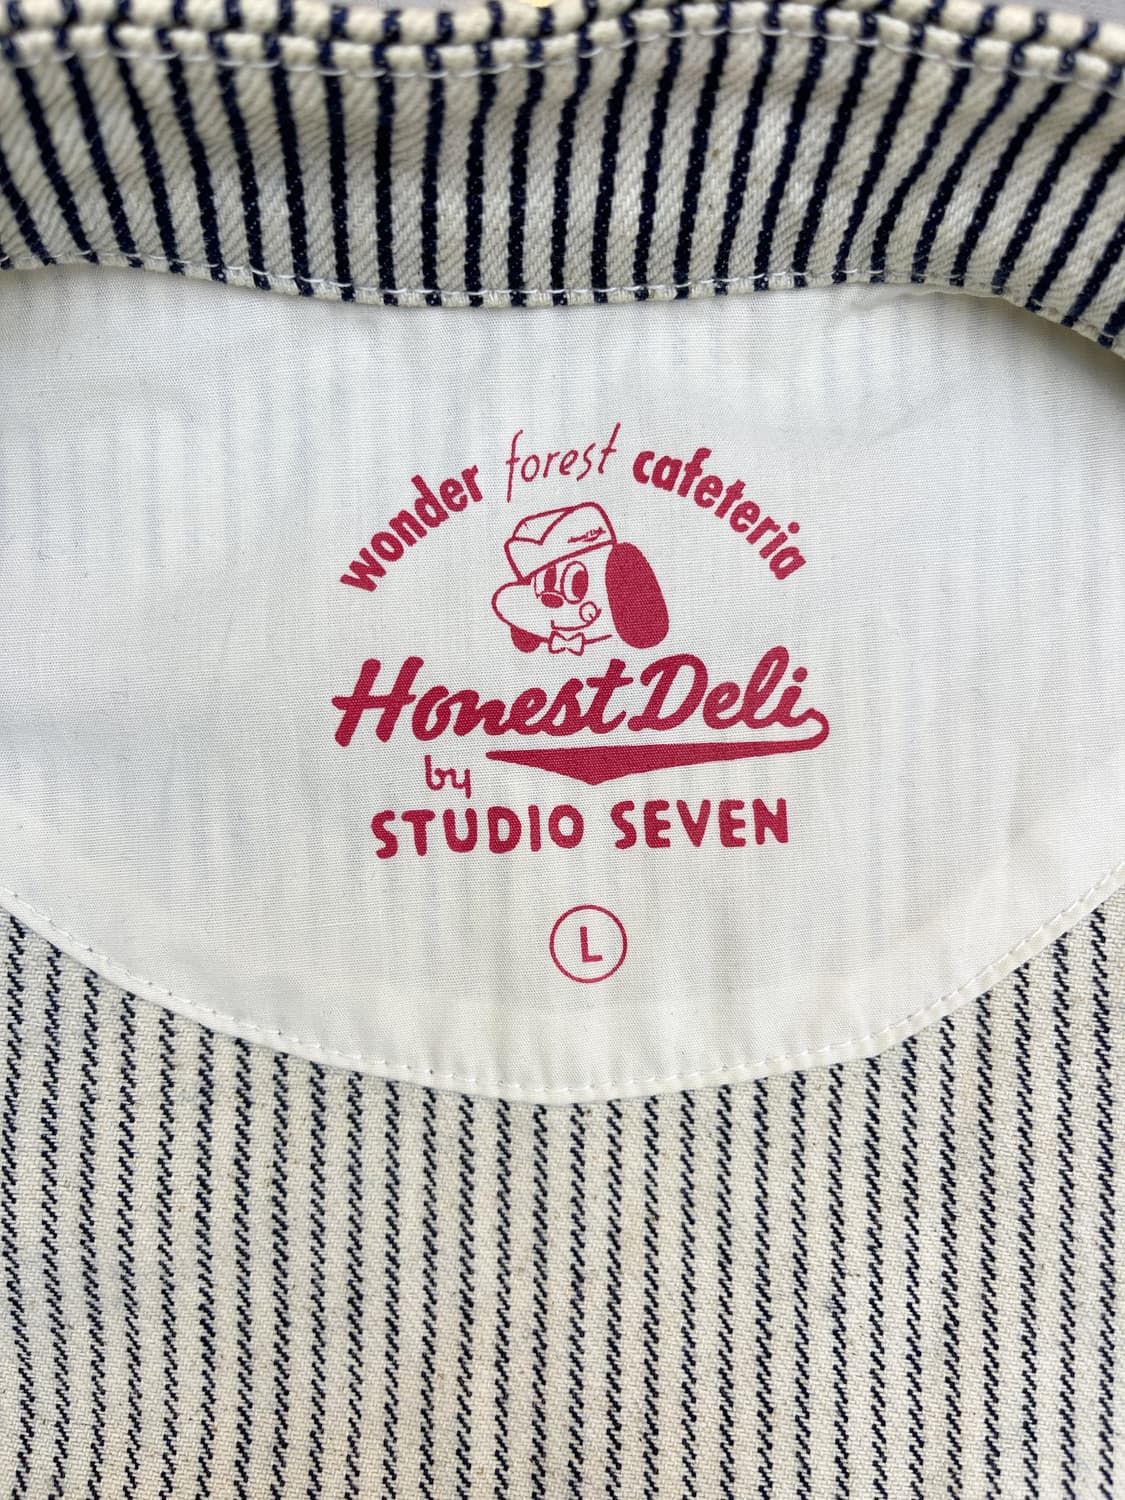 wonder forest cafeteria
Honest Deli
by
STUDIO SEVEN
L